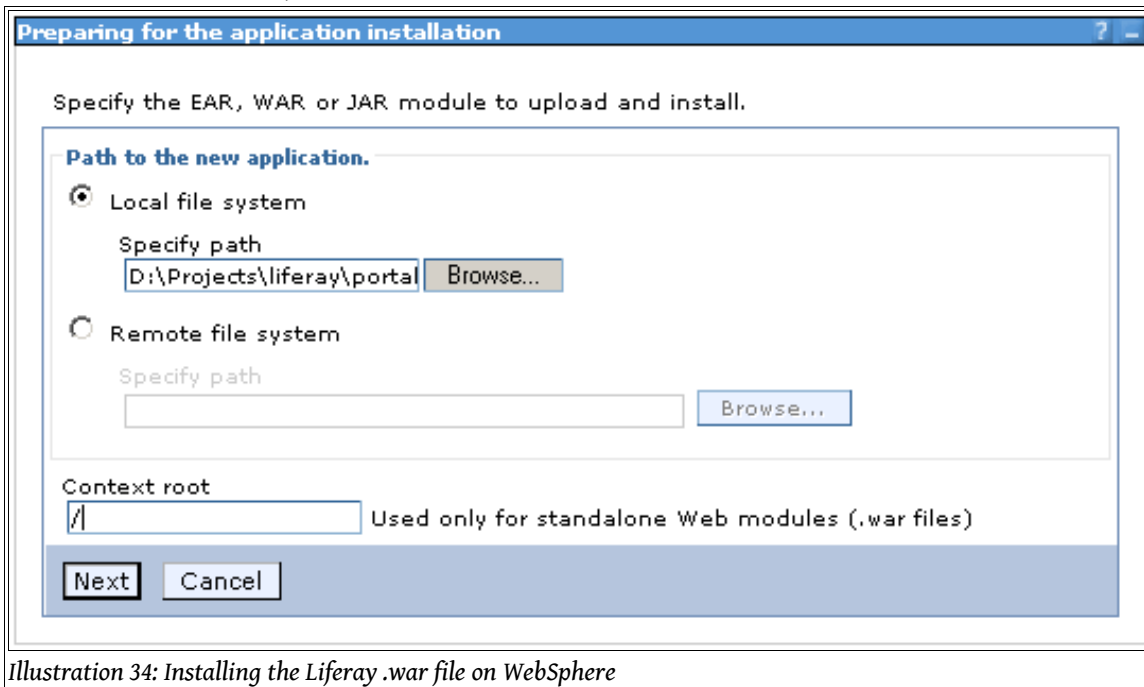 Preparing for the application installation ? –
Specify the EAR, WAR or JAR module to upload and install.
Path to the new application.
Local file system
Specify path
D:\Projects\liferay\portal Browse...
Remote file system
Specify path
Browse...
Context root
/ Used only for standalone Web modules (.war files)
Next Cancel
Illustration 34: Installing the Liferay .war file on WebSphere